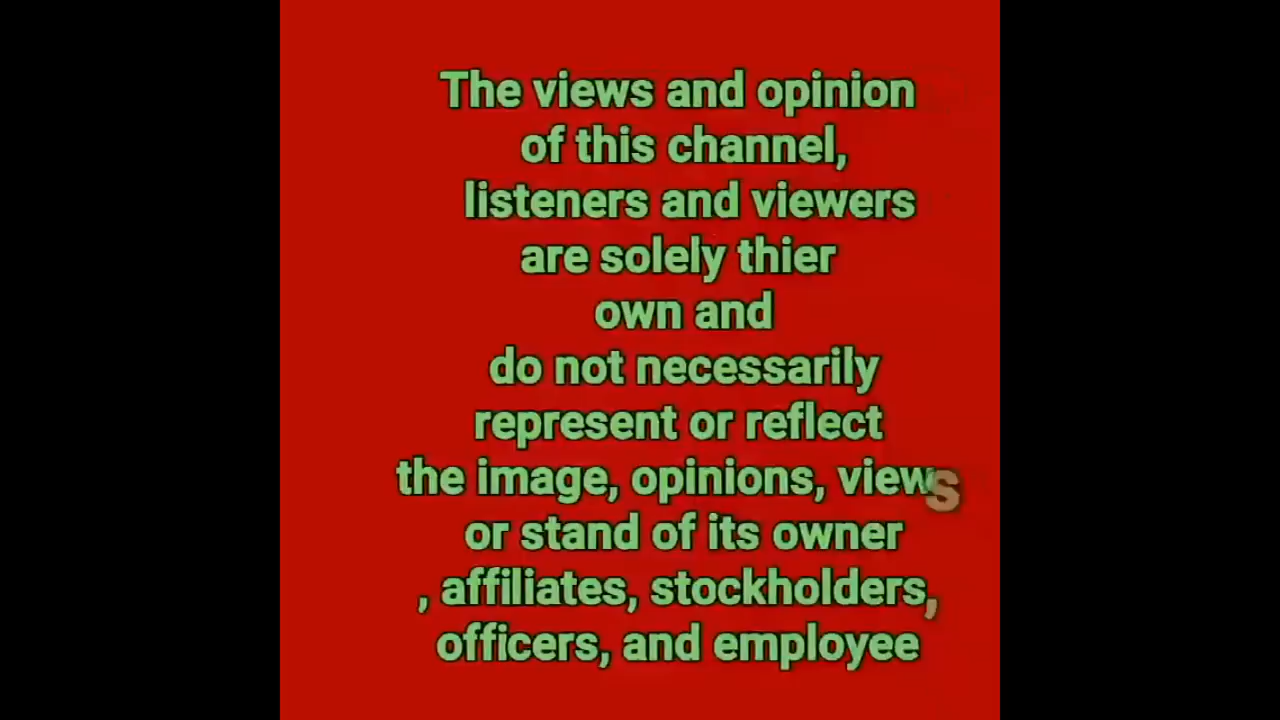 The views and opinion
of this channel,
listeners and viewers
are solely thier
own and
do not necessarily
represent or reflect
the image, opinions, views
or stand of its owner
, affiliates, stockholders,
officers, and employee